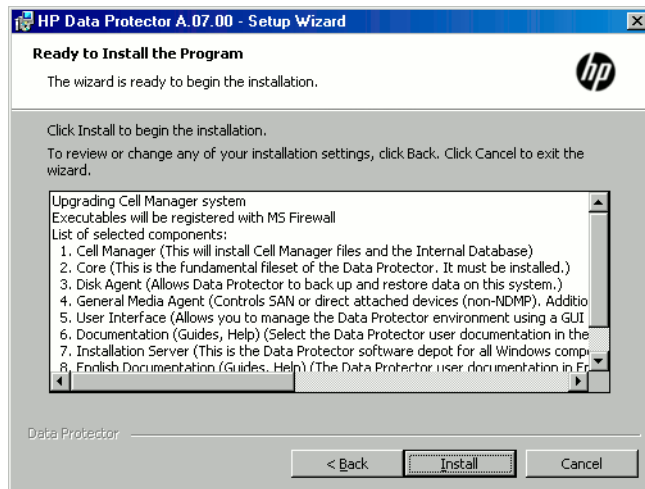 HP Data Protector A.07.00 - Setup Wizard
Ready to Install the Program
The wizard is ready to begin the installation.
hp
Click Install to begin the installation.
To review or change any of your installation settings, click Back. Click Cancel to exit the
wizard.
Upgrading Cell Manager system
Executables will be registered with MS Firewall
List of selected components:
1. Cell Manager (This will install Cell Manager files and the Internal Database)
2. Core (This is the fundamental fileset of the Data Protector. It must be installed.)
3. Disk Agent (Allows Data Protector to back up and restore data on this system.)
4. General Media Agent (Controls SAN or direct attached devices (non-NDMP). Additio
5. User Interface (Allows you to manage the Data Protector environment using a GUI
6. Documentation (Guides, Help) (Select the Data Protector user documentation in the
7. Installation Server (This is the Data Protector software depot for all Windows compu
8. English Documentation (Guides, Help) (The Data Protector user documentation in En
Data Protector
< Back
Install
Cancel